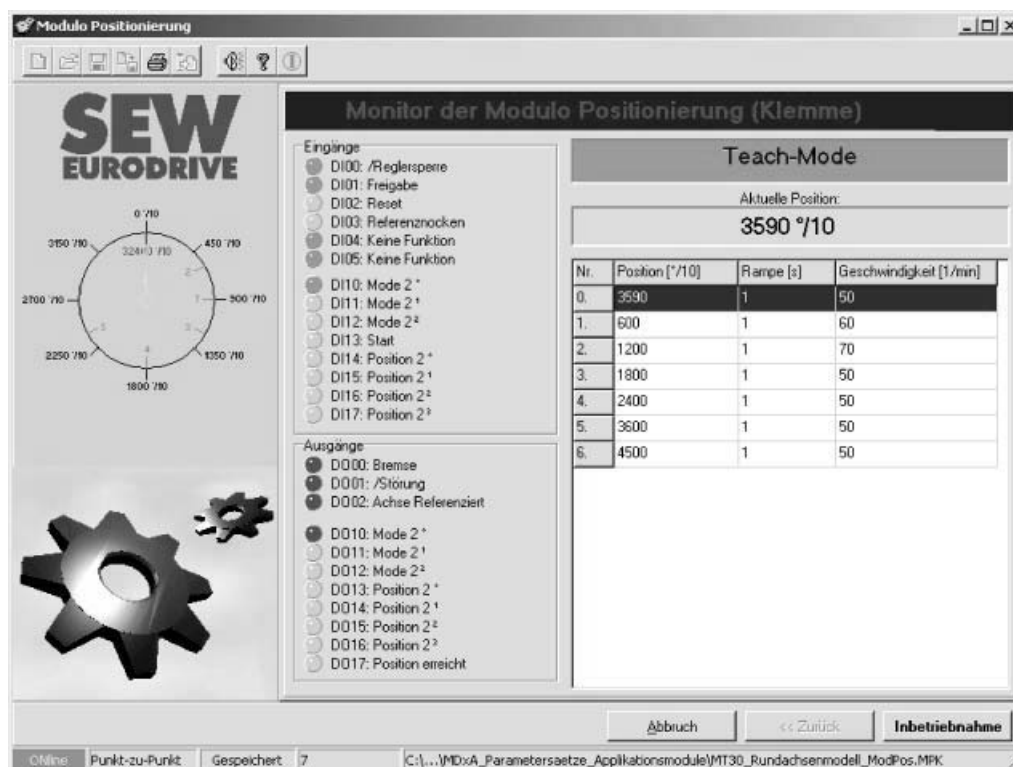 Modulo Positionierung
SEW
EURODRIVE
0 °/10
3150 °/10
450 °/10
2700 °/10
900 °/10
2250 °/10
1350 °/10
1800 °/10
Monitor der Modulo Positionierung (Klemme)
Eingänge
DI00: /Reglersperre
DI01: Freigabe
DI02: Reset
DI03: Referenznocken
DI04: Keine Funktion
DI05: Keine Funktion
DI10: Mode 2⁰
DI11: Mode 2¹
DI12: Mode 2²
DI13: Start
DI14: Position 2⁰
DI15: Position 2¹
DI16: Position 2²
DI17: Position 2³
Ausgänge
DO00: Bremse
DO01: /Störung
DO02: Achse Referenziert
DO10: Mode 2⁰
DO11: Mode 2¹
DO12: Mode 2²
DO13: Position 2⁰
DO14: Position 2¹
DO15: Position 2²
DO16: Position 2³
DO17: Position erreicht
Teach-Mode
Aktuelle Position:
3590 °/10
Nr. Position [°/10] Rampe [s] Geschwindigkeit [1/min]
0. 3590 1 50
1. 600 1 60
2. 1200 1 70
3. 1800 1 50
4. 2400 1 50
5. 3600 1 50
6. 4500 1 50
Abbruch << Zurück Inbetriebnahme
ONline Punkt-zu-Punkt Gespeichert 7 C:\...\MDxA_Parametersaetze_Applikationsmodule\MT30_Rundachsenmodell_ModPos.MPK